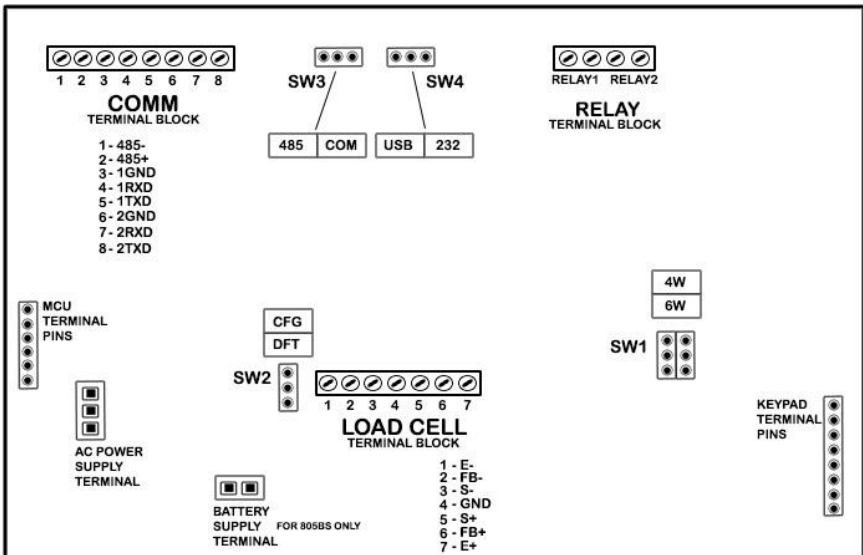 1 2 3 4 5 6 7 8
COMM
TERMINAL BLOCK
1 - 485-
2 - 485+
3 - 1GND
4 - 1RXD
5 - 1TXD
6 - 2GND
7 - 2RXD
8 - 2TXD
SW3
SW4
485 COM
USB 232
RELAY1 RELAY2
RELAY
TERMINAL BLOCK
MCU
TERMINAL
PINS
CFG
DFT
SW2
4W
6W
SW1
AC POWER
SUPPLY
TERMINAL
1 2 3 4 5 6 7
LOAD CELL
TERMINAL BLOCK
1 - E-
2 - FB-
3 - S-
4 - GND
5 - S+
6 - FB+
7 - E+
KEYPAD
TERMINAL
PINS
BATTERY
SUPPLY FOR 805BS ONLY
TERMINAL